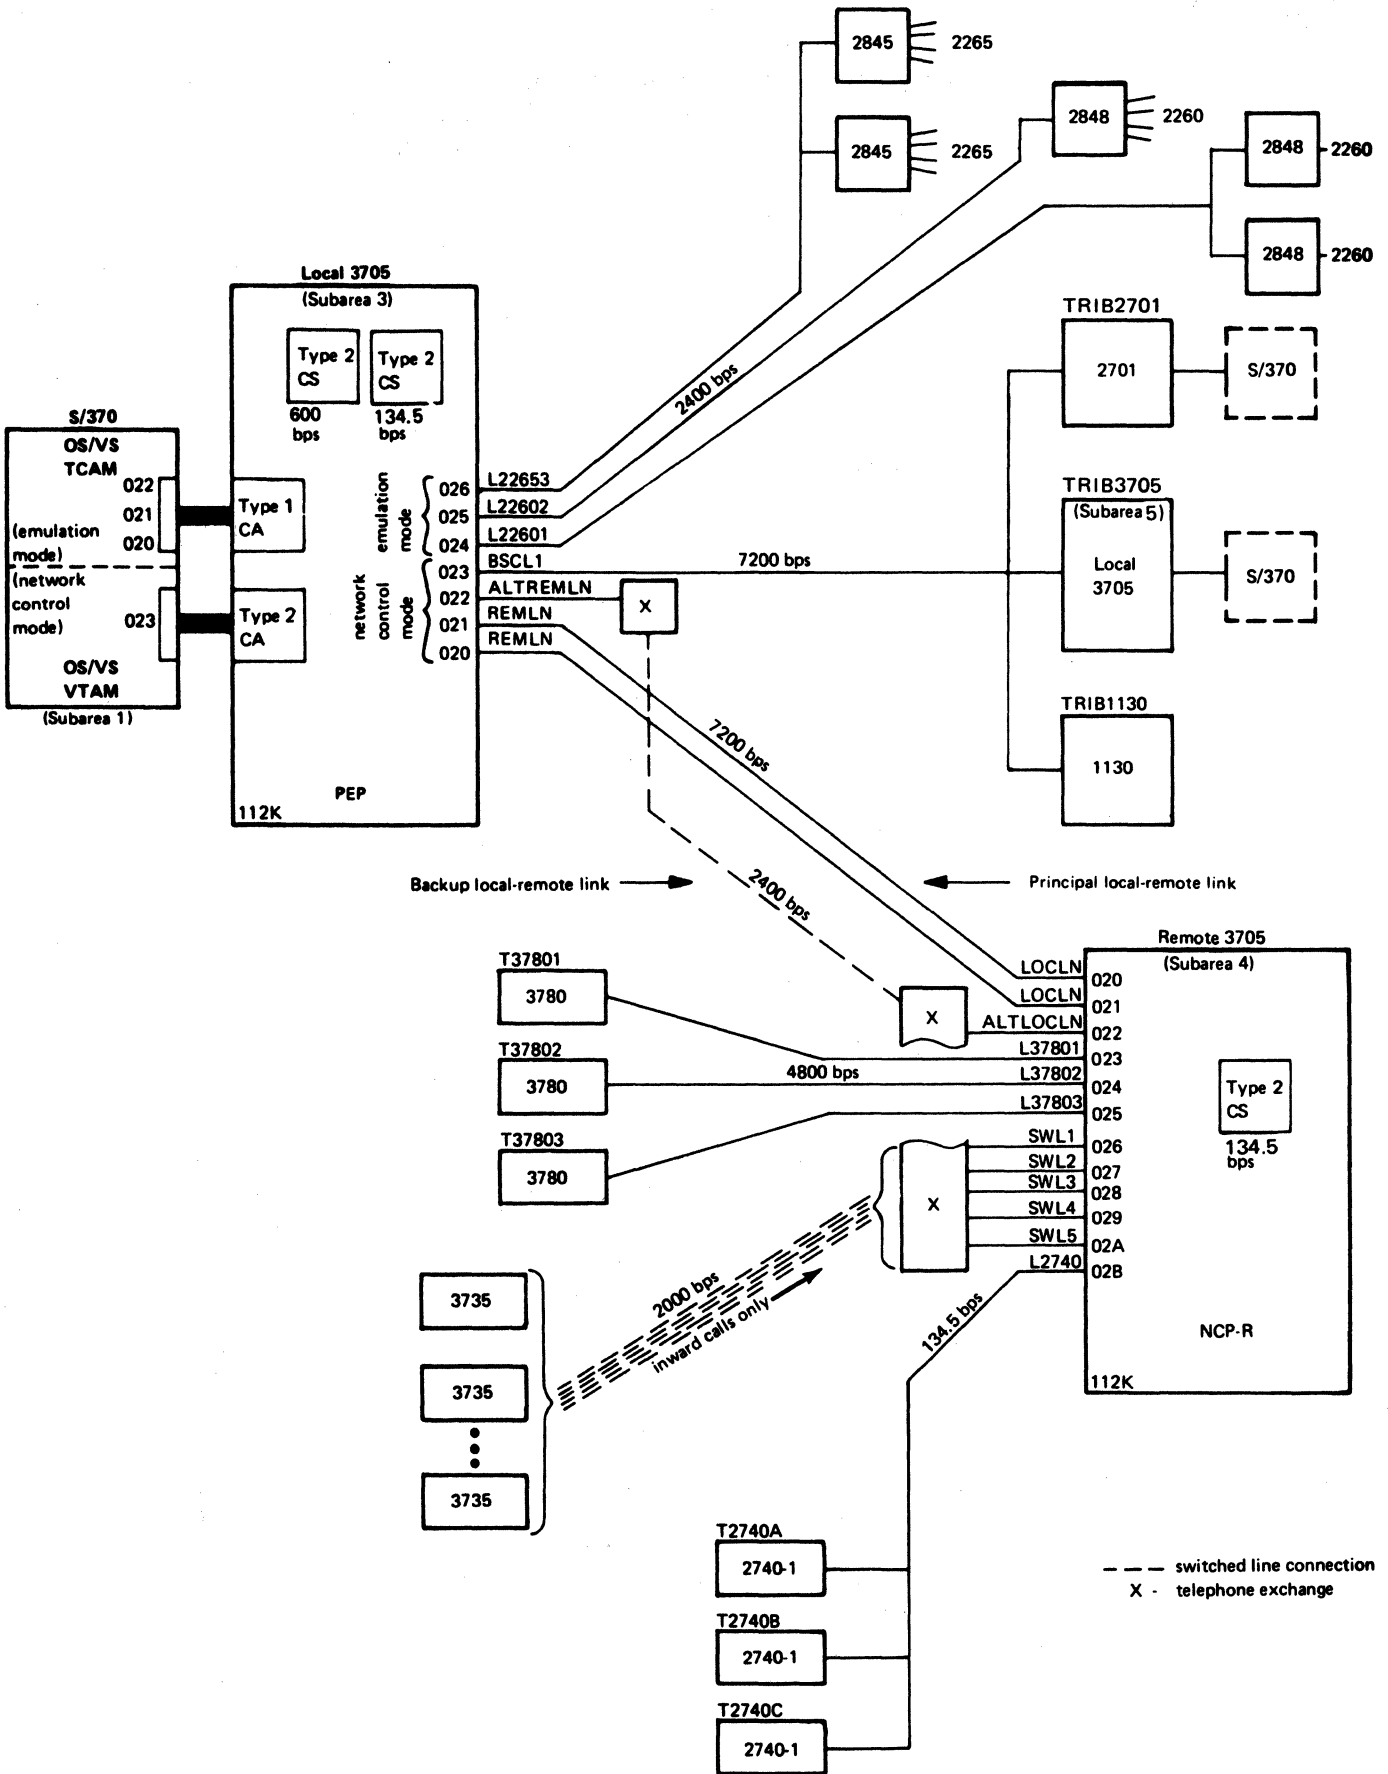 2845
2265
2845
2265
2848
2260
2848
2260
2848
2260
Local 3705
(Subarea 3)
Type 2
CS
600
bps
Type 2
CS
134.5
bps
S/370
OS/VS
TCAM
022
021
020
(emulation
mode)
(network
control
mode)
023
OS/VS
VTAM
(Subarea 1)
Type 1
CA
Type 2
CA
emulation
mode
network
control
mode
026
025
024
023
022
021
020
PEP
112K
L22653
L22602
L22601
BSCL1
ALTREMLN
REMLN
REMLN
2400 bps
7200 bps
X
TRIB2701
2701
S/370
TRIB3705
(Subarea 5)
Local
3705
S/370
TRIB1130
1130
7200 bps
Backup local-remote link
2400 bps
Principal local-remote link
Remote 3705
(Subarea 4)
LOCLN
020
LOCLN
021
X
ALTLOCLN
022
L37801
023
L37802
024
L37803
025
T37801
3780
T37802
3780
4800 bps
T37803
3780
Type 2
CS
134.5
bps
X
SWL1
026
SWL2
027
SWL3
028
SWL4
029
SWL5
02A
L2740
02B
NCP-R
112K
3735
3735
3735
2000 bps
inward calls only
134.5 bps
T2740A
2740-1
T2740B
2740-1
T2740C
2740-1
— — — switched line connection
X - telephone exchange